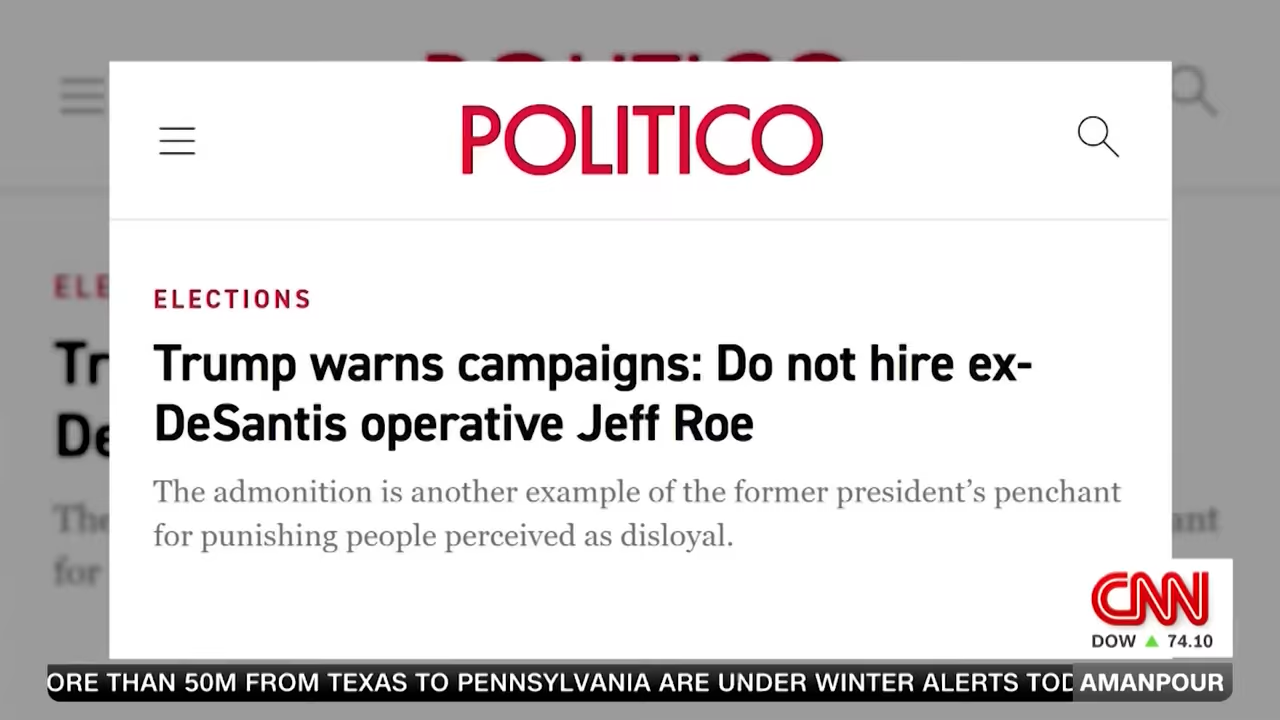 POLITICO
ELECTIONS
Trump warns campaigns: Do not hire ex-
DeSantis operative Jeff Roe
The admonition is another example of the former president’s penchant
for punishing people perceived as disloyal.
CNN
DOW ▲ 74.10
ORE THAN 50M FROM TEXAS TO PENNSYLVANIA ARE UNDER WINTER ALERTS TOD
AMANPOUR